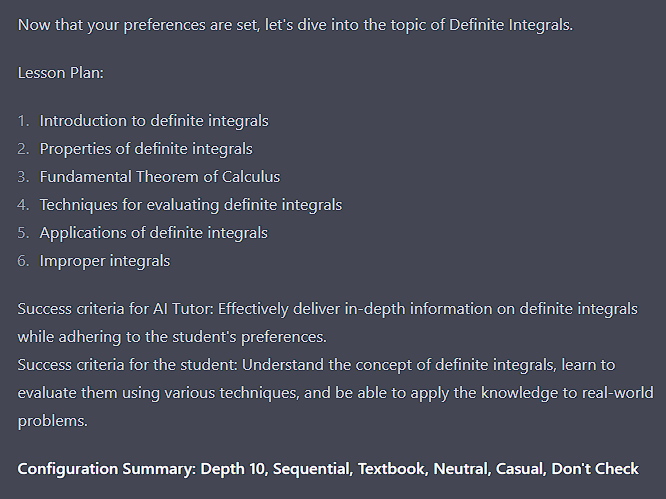 Now that your preferences are set, let's dive into the topic of Definite Integrals.
Lesson Plan:
1. Introduction to definite integrals
2. Properties of definite integrals
3. Fundamental Theorem of Calculus
4. Techniques for evaluating definite integrals
5. Applications of definite integrals
6. Improper integrals
Success criteria for AI Tutor: Effectively deliver in-depth information on definite integrals
while adhering to the student's preferences.
Success criteria for the student: Understand the concept of definite integrals, learn to
evaluate them using various techniques, and be able to apply the knowledge to real-world
problems.
Configuration Summary: Depth 10, Sequential, Textbook, Neutral, Casual, Don't Check